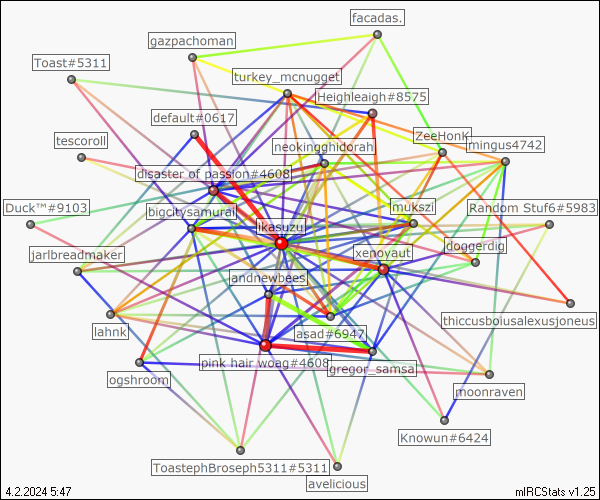 facadas.
gazpachoman
Toast#5311
turkey_mcnugget
Heighleaigh#8575
default#0617
ZeeHonK
tescoroll
neokingghidorah
mingus4742
disaster of passion#4608
Duck™#9103
bigcitysamurai
mukszi
Random Stuf6#5983
likasuzu
jarlbreadmaker
xenoyaut
doggerdig
andnewbees
lahnk
asad#6947
thiccusboiusalexusjoneus
pink hair woag#4608
gregor_samsa
ogshroom
moonraven
Knowun#6424
ToastephBroseph5311#5311
avelicious
4.2.2024 5:47
mIRCStats v1.25